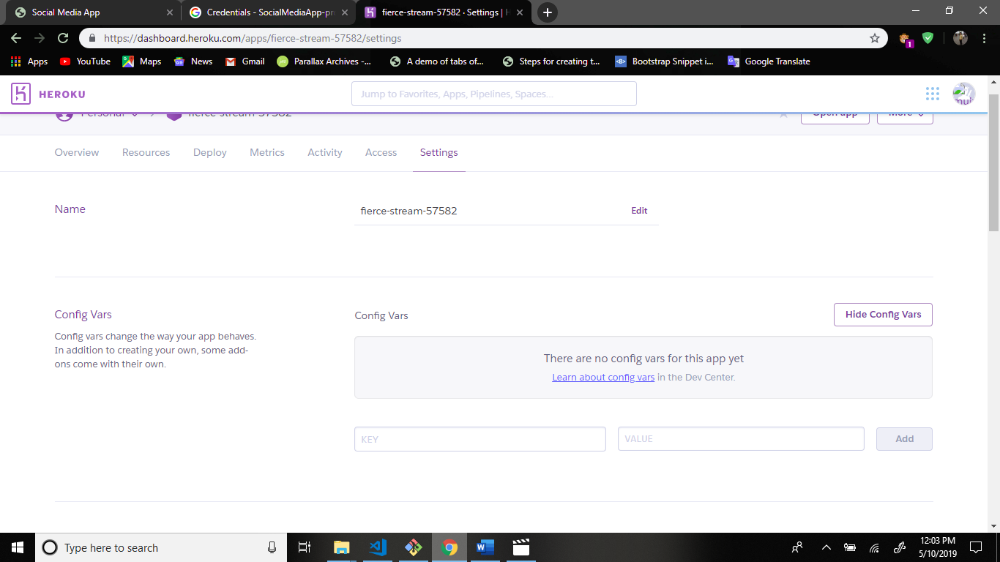 Social Media App
Credentials - SocialMediaApp-pr
fierce-stream-57582 · Settings | H
https://dashboard.heroku.com/apps/fierce-stream-57582/settings
1
Apps YouTube Maps News Gmail Parallax Archives -... A demo of tabs of... Steps for creating t... Bootstrap Snippet i... Google Translate
HEROKU
Jump to Favorites, Apps, Pipelines, Spaces...
Personal fierce-stream-57582 Open app More
Overview Resources Deploy Metrics Activity Access Settings
Name
fierce-stream-57582 Edit
Config Vars
Config vars change the way your app behaves.
In addition to creating your own, some add-
ons come with their own.
Config Vars Hide Config Vars
There are no config vars for this app yet
Learn about config vars in the Dev Center.
KEY VALUE Add
Type here to search
12:03 PM
5/10/2019